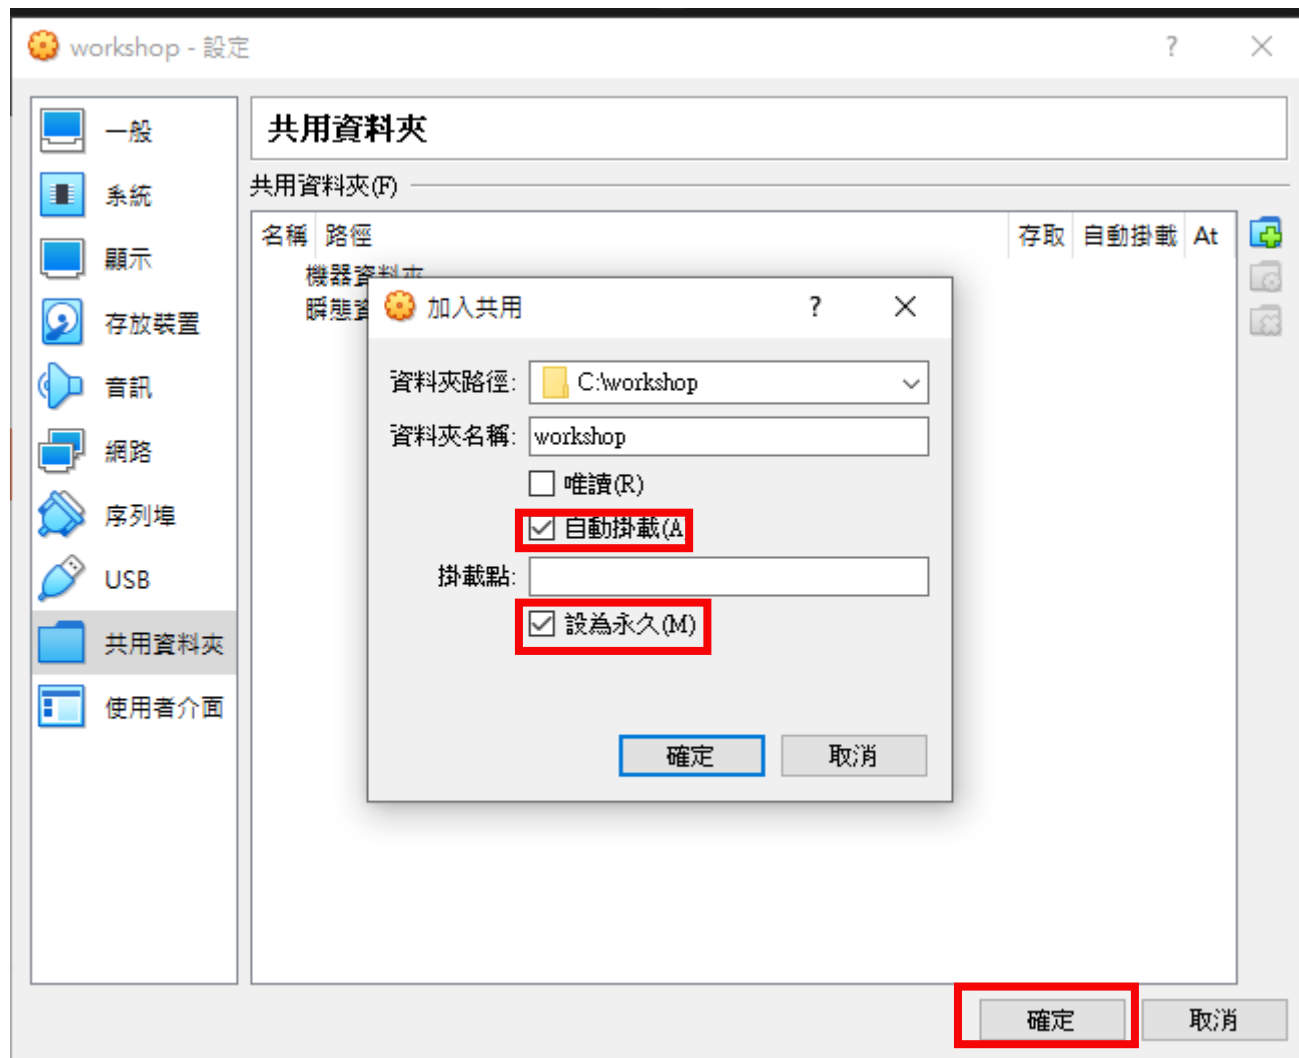 workshop - 設定
?
一般
系統
顯示
存放裝置
音訊
網路
序列埠
USB
共用資料夾
使用者介面
共用資料夾
共用資料夾(F)
名稱 路徑 存取 自動掛載 At
機器資料夾
瞬態資
加入共用
?
資料夾路徑: C:\workshop
資料夾名稱: workshop
唯讀(R)
自動掛載(A
掛載點:
設為永久(M)
確定 取消
確定 取消